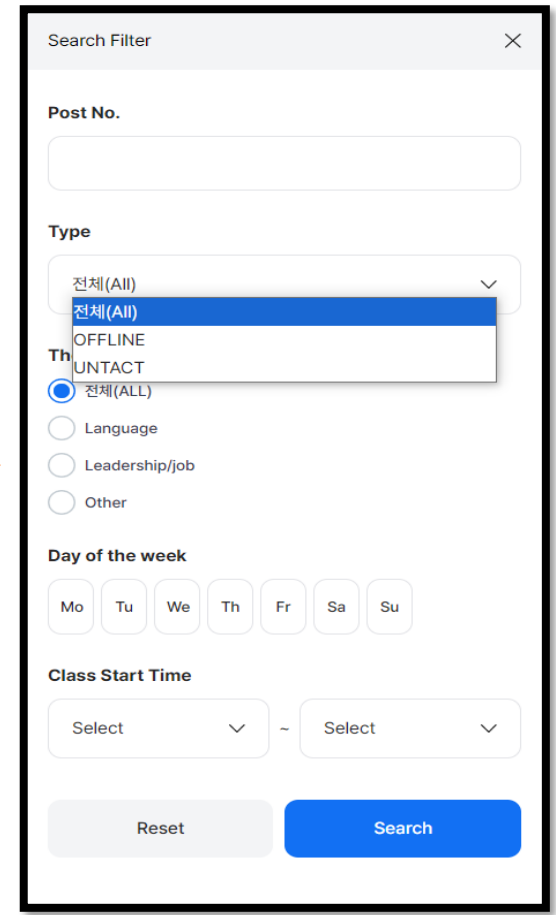 Search Filter
Post No.
Type
전체(All)
전체(All)
OFFLINE
UNTACT
전체(ALL)
Language
Leadership/job
Other
Day of the week
Mo Tu We Th Fr Sa Su
Class Start Time
Select ~ Select
Reset Search